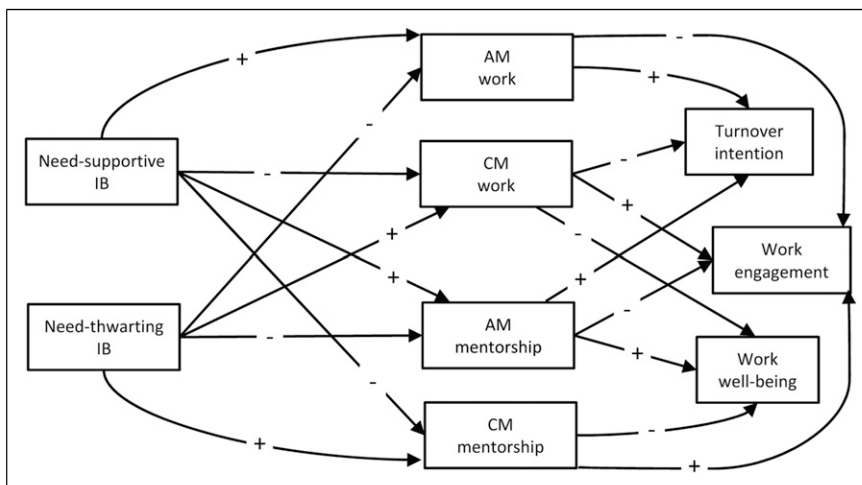 AM
work
Need-supportive
IB
CM
work
Turnover
intention
Work
engagement
Need-thwarting
IB
AM
mentorship
Work
well-being
CM
mentorship
+
-
-
+
-
-
+
-
+
-
+
-
+
-
+
-
+
-
+
-
+